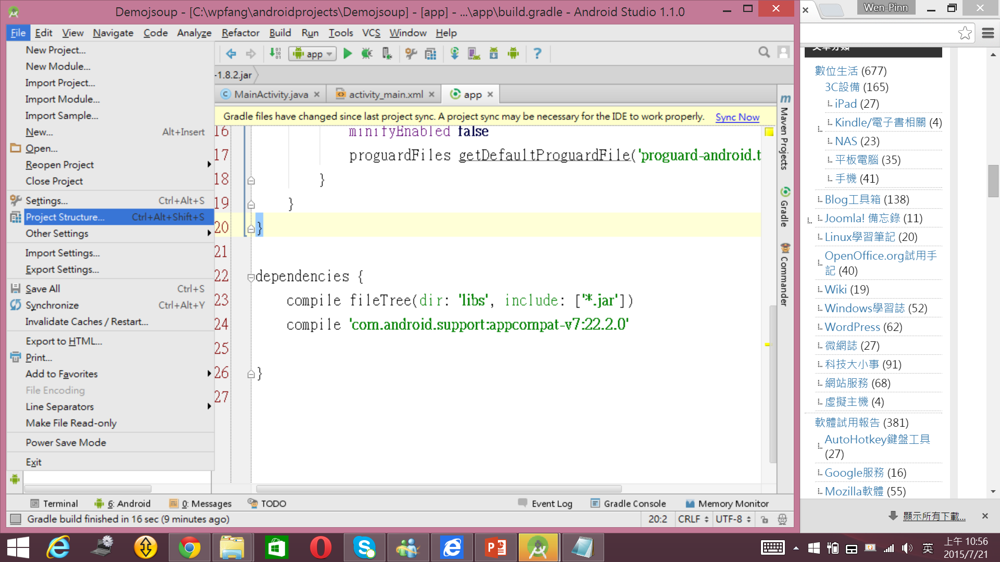 Demojsoup - [C:\wpfang\androidprojects\Demojsoup] - [app] - ...\app\build.gradle - Android Studio 1.1.0
File Edit View Navigate Code Analyze Refactor Build Run Tools VCS Window Help
New Project...
New Module...
Import Project...
Import Module...
Import Sample...
New... Alt+Insert
Open...
Reopen Project
Close Project
Settings... Ctrl+Alt+S
Project Structure... Ctrl+Alt+Shift+S
Other Settings
Import Settings...
Export Settings...
Save All Ctrl+S
Synchronize Ctrl+Alt+Y
Invalidate Caches / Restart...
Export to HTML...
Print...
Add to Favorites
File Encoding
Line Separators
Make File Read-only
Power Save Mode
Exit
app
-1.8.2.jar
MainActivity.java
activity_main.xml
app
Gradle files have changed since last project sync. A project sync may be necessary for the IDE to work properly. Sync Now
16 minifyEnabled false
17 proguardFiles getDefaultProguardFile('proguard-android.t
18 }
19 }
20 }
21
22 dependencies {
23 compile fileTree(dir: 'libs', include: ['*.jar'])
24 compile 'com.android.support:appcompat-v7:22.2.0'
25
26 }
27
Maven Projects
Gradle
Commander
Terminal 6: Android 0: Messages TODO Event Log Gradle Console Memory Monitor
Gradle build finished in 16 sec (9 minutes ago) 20:2 CRLF UTF-8
Wen-Pinn
文章分類
數位生活 (677)
3C設備 (165)
iPad (27)
Kindle/電子書相關 (4)
NAS (23)
平板電腦 (35)
手機 (41)
Blog工具箱 (138)
Joomla! 備忘錄 (11)
Linux學習筆記 (20)
OpenOffice.org試用手
記 (40)
Wiki (19)
Windows學習誌 (52)
WordPress (62)
微網誌 (27)
科技大小事 (91)
網站服務 (68)
虛擬主機 (4)
軟體試用報告 (381)
AutoHotkey鍵盤工具
(27)
Google服務 (16)
Mozilla軟體 (55)
顯示所有下載...
英
上午 10:56
2015/7/21